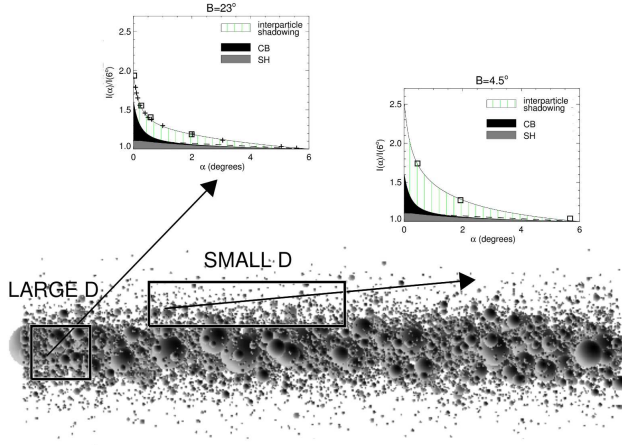 B=23°
I(α)/I(6°)
2.5
2.0
1.5
1.0
0
2
4
6
α (degrees)
interparticle
shadowing
CB
SH
B=4.5°
I(α)/I(6°)
2.5
2.0
1.5
1.0
0
2
4
6
α (degrees)
interparticle
shadowing
CB
SH
SMALL D
LARGE D